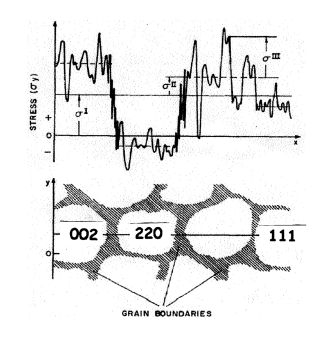 STRESS (σy)
+
0
−
σI
σII
σIII
x
y
0
002
220
111
GRAIN BOUNDARIES